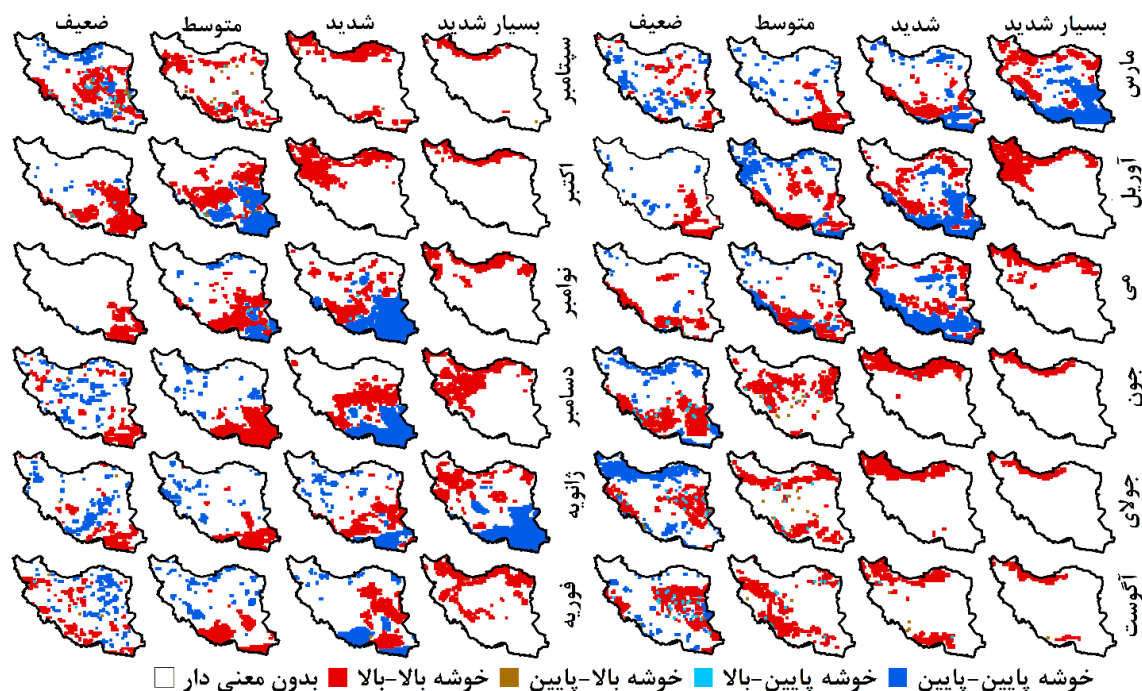 بسیار شدید شدید متوسط ضعیف بسیار شدید شدید متوسط ضعیف
مارس
سپتامبر
آوریل
اکتبر
می
نوامبر
جون
دسامبر
جولای
ژانویه
آگوست
فوریه
خوشه پایین-پایین خوشه پایین-بالا خوشه بالا-پایین خوشه بالا-بالا بدون معنی دار